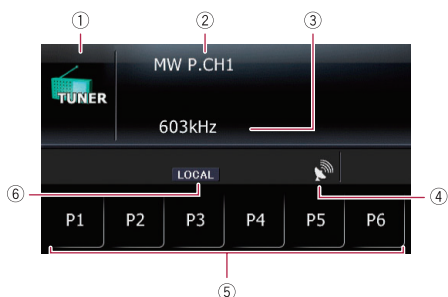 ① ② ③
MW P.CH1
TUNER
603kHz
LOCAL
⑥ ④
P1 P2 P3 P4 P5 P6
⑤